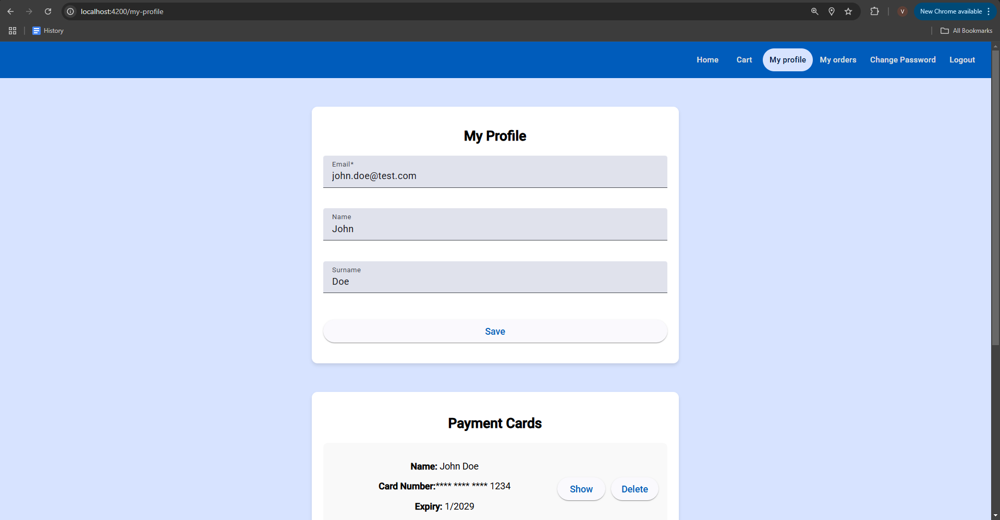 localhost:4200/my-profile
V
New Chrome available
History
All Bookmarks
Home Cart My profile My orders Change Password Logout
My Profile
Email*
john.doe@test.com
Name
John
Surname
Doe
Save
Payment Cards
Name: John Doe
Card Number:**** **** **** 1234
Expiry: 1/2029
Show Delete